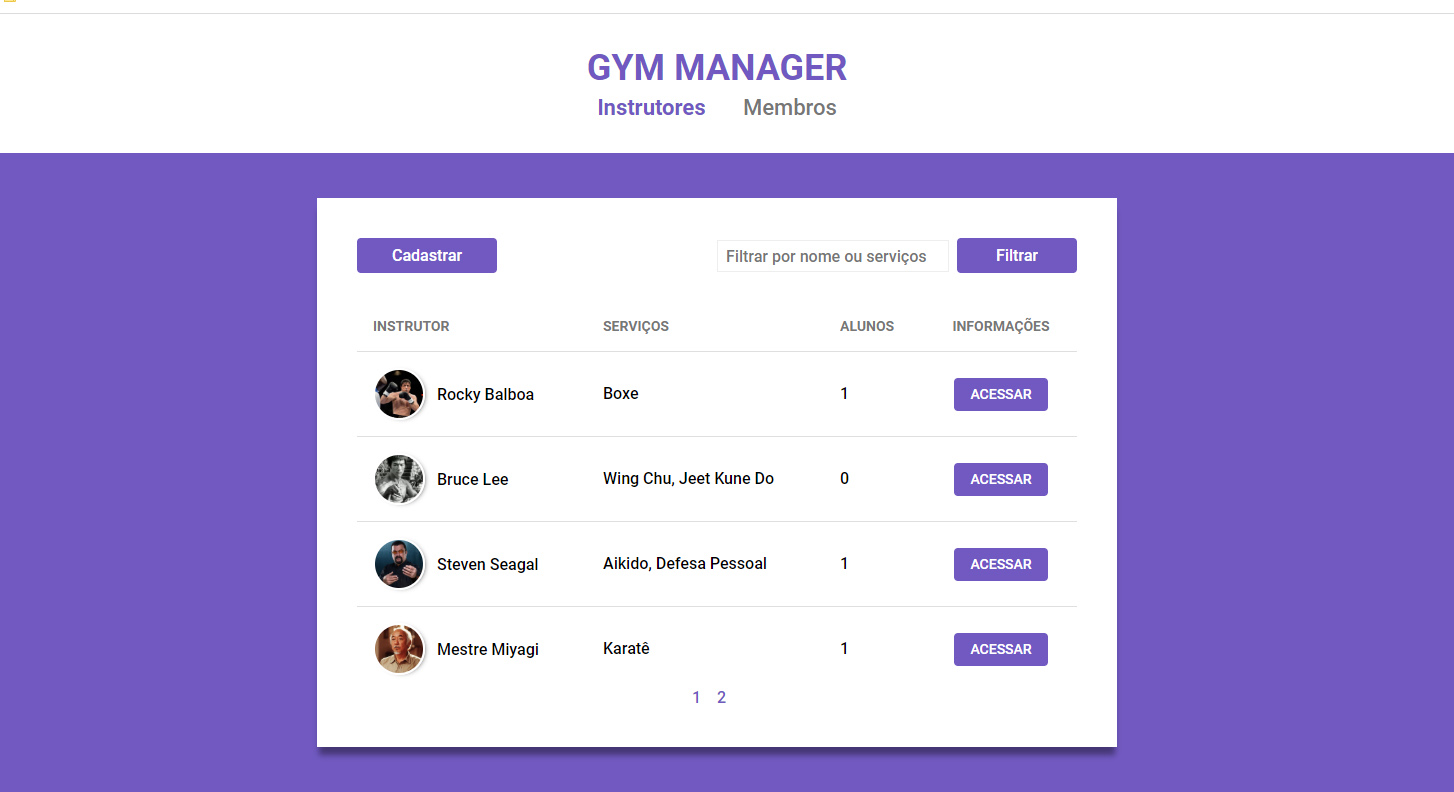 GYM MANAGER
Instrutores Membros
Cadastrar Filtrar por nome ou serviços Filtrar
INSTRUTOR SERVIÇOS ALUNOS INFORMAÇÕES
Rocky Balboa Boxe 1 ACESSAR
Bruce Lee Wing Chu, Jeet Kune Do 0 ACESSAR
Steven Seagal Aikido, Defesa Pessoal 1 ACESSAR
Mestre Miyagi Karatê 1 ACESSAR
1 2